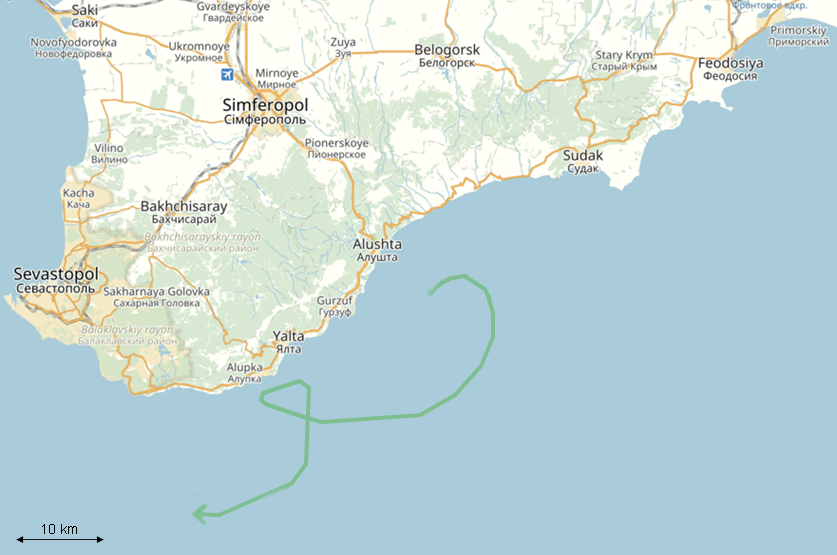 Saki
Саки
Gvardeyskoye
Гвардейское
Фронтовое вдхр.
Primorskiy
Приморский
Novofyodorovka
Новофёдоровка
Ukromnoye
Укромное
Zuya
Зуя
Belogorsk
Белогорск
Stary Krym
Старый Крым
Feodosiya
Феодосия
Mirnoye
Мирное
Simferopol
Сімферополь
Pionerskoye
Пионерское
Vilino
Вилино
Sudak
Судак
Kacha
Кача
Bakhchisaray
Бахчисарай
Bakhchisarayskiy rayon
Бахчисарайский район
Alushta
Алушта
Sevastopol
Севастополь
Sakharnaya Golovka
Сахарная Головка
Gurzuf
Гурзуф
Balaklavskiy rayon
Балаклавский район
Yalta
Ялта
Alupka
Алупка
10 km